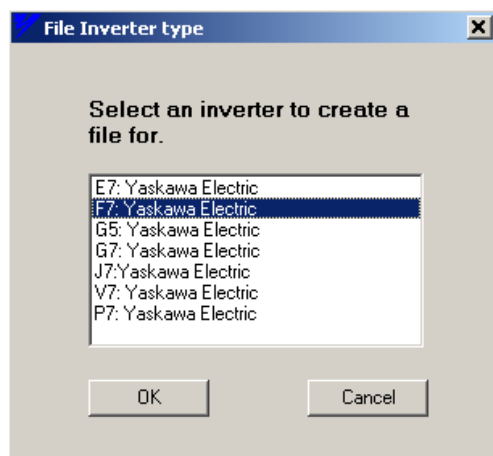 File Inverter type
Select an inverter to create a
file for.
E7: Yaskawa Electric
F7: Yaskawa Electric
G5: Yaskawa Electric
G7: Yaskawa Electric
J7:Yaskawa Electric
V7: Yaskawa Electric
P7: Yaskawa Electric
OK
Cancel